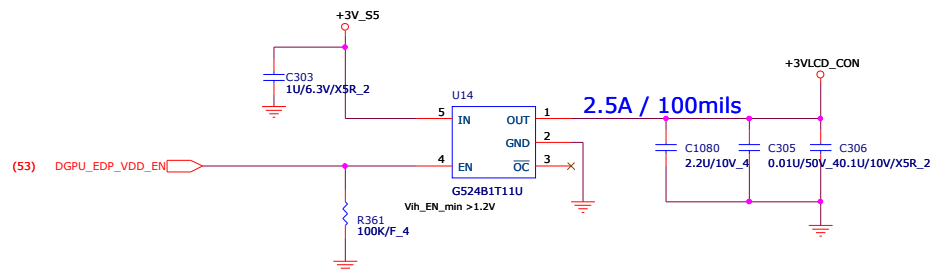 +3V_S5
+3VLCD_CON
C303
1U/6.3V/X5R_2
U14
2.5A / 100mils
5
IN
OUT
1
GND
2
(53)
DGPU_EDP_VDD_EN
4
EN
OC
3
C1080
2.2U/10V_4
C305
0.01U/50V_4
C306
0.1U/10V/X5R_2
G524B1T11U
Vih_EN_min >1.2V
R361
100K/F_4